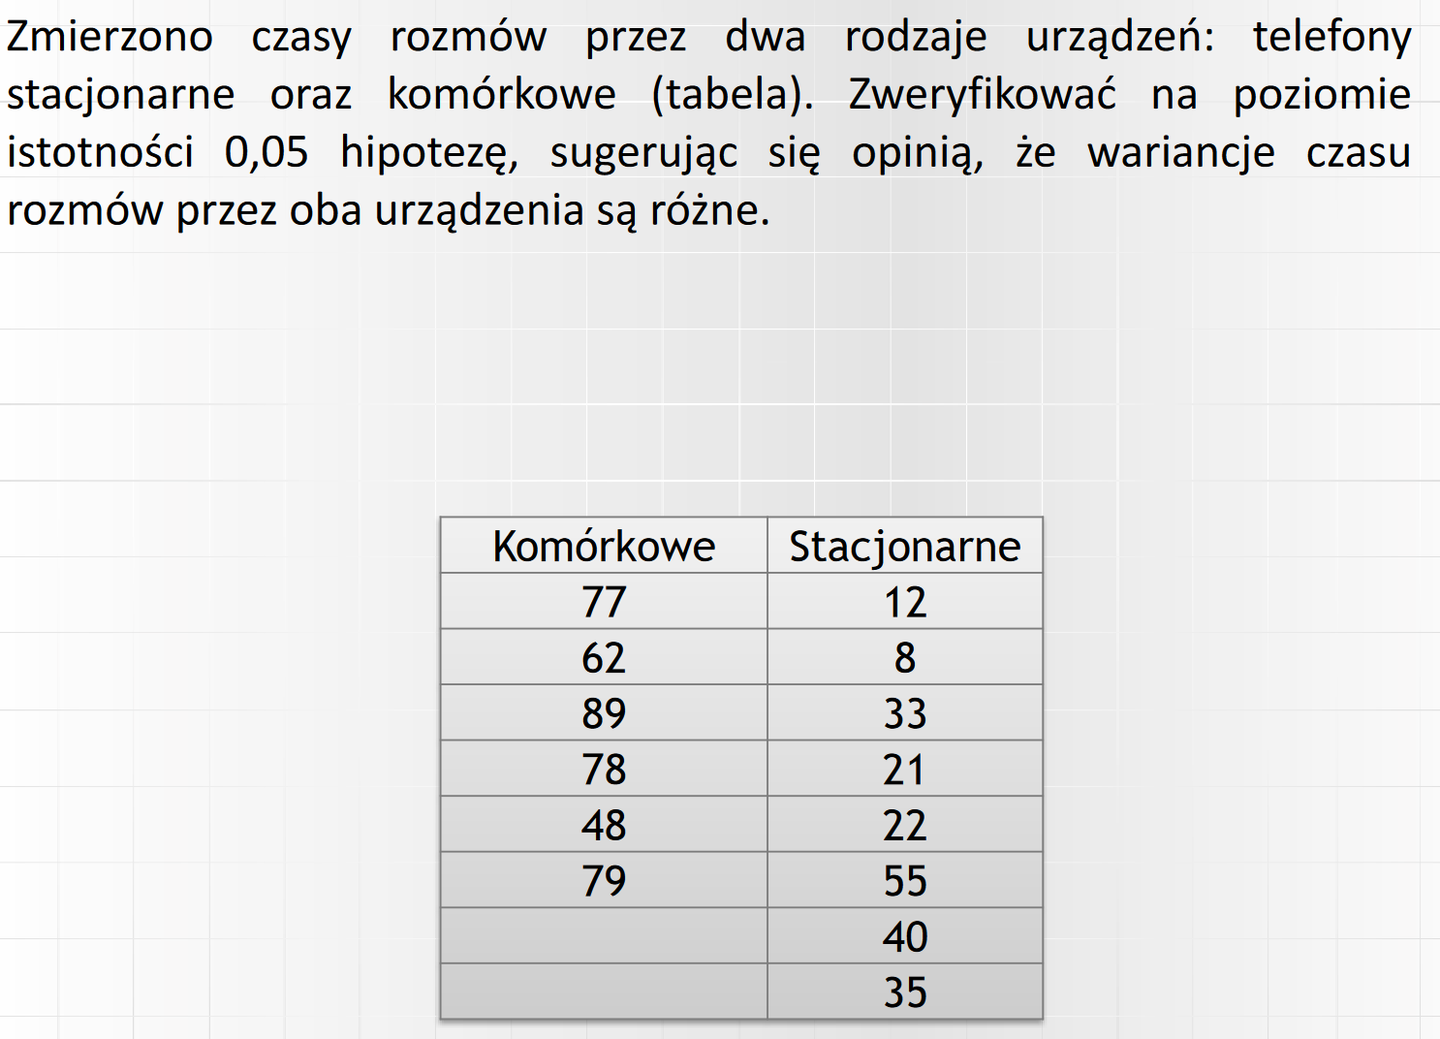 Zmierzono czasy rozmów przez dwa rodzaje urządzeń: telefony
stacjonarne oraz komórkowe (tabela). Zweryfikować na poziomie
istotności 0,05 hipotezę, sugerując się opinią, że wariancje czasu
rozmów przez oba urządzenia są różne.
Komórkowe Stacjonarne
77 12
62 8
89 33
78 21
48 22
79 55
40
35